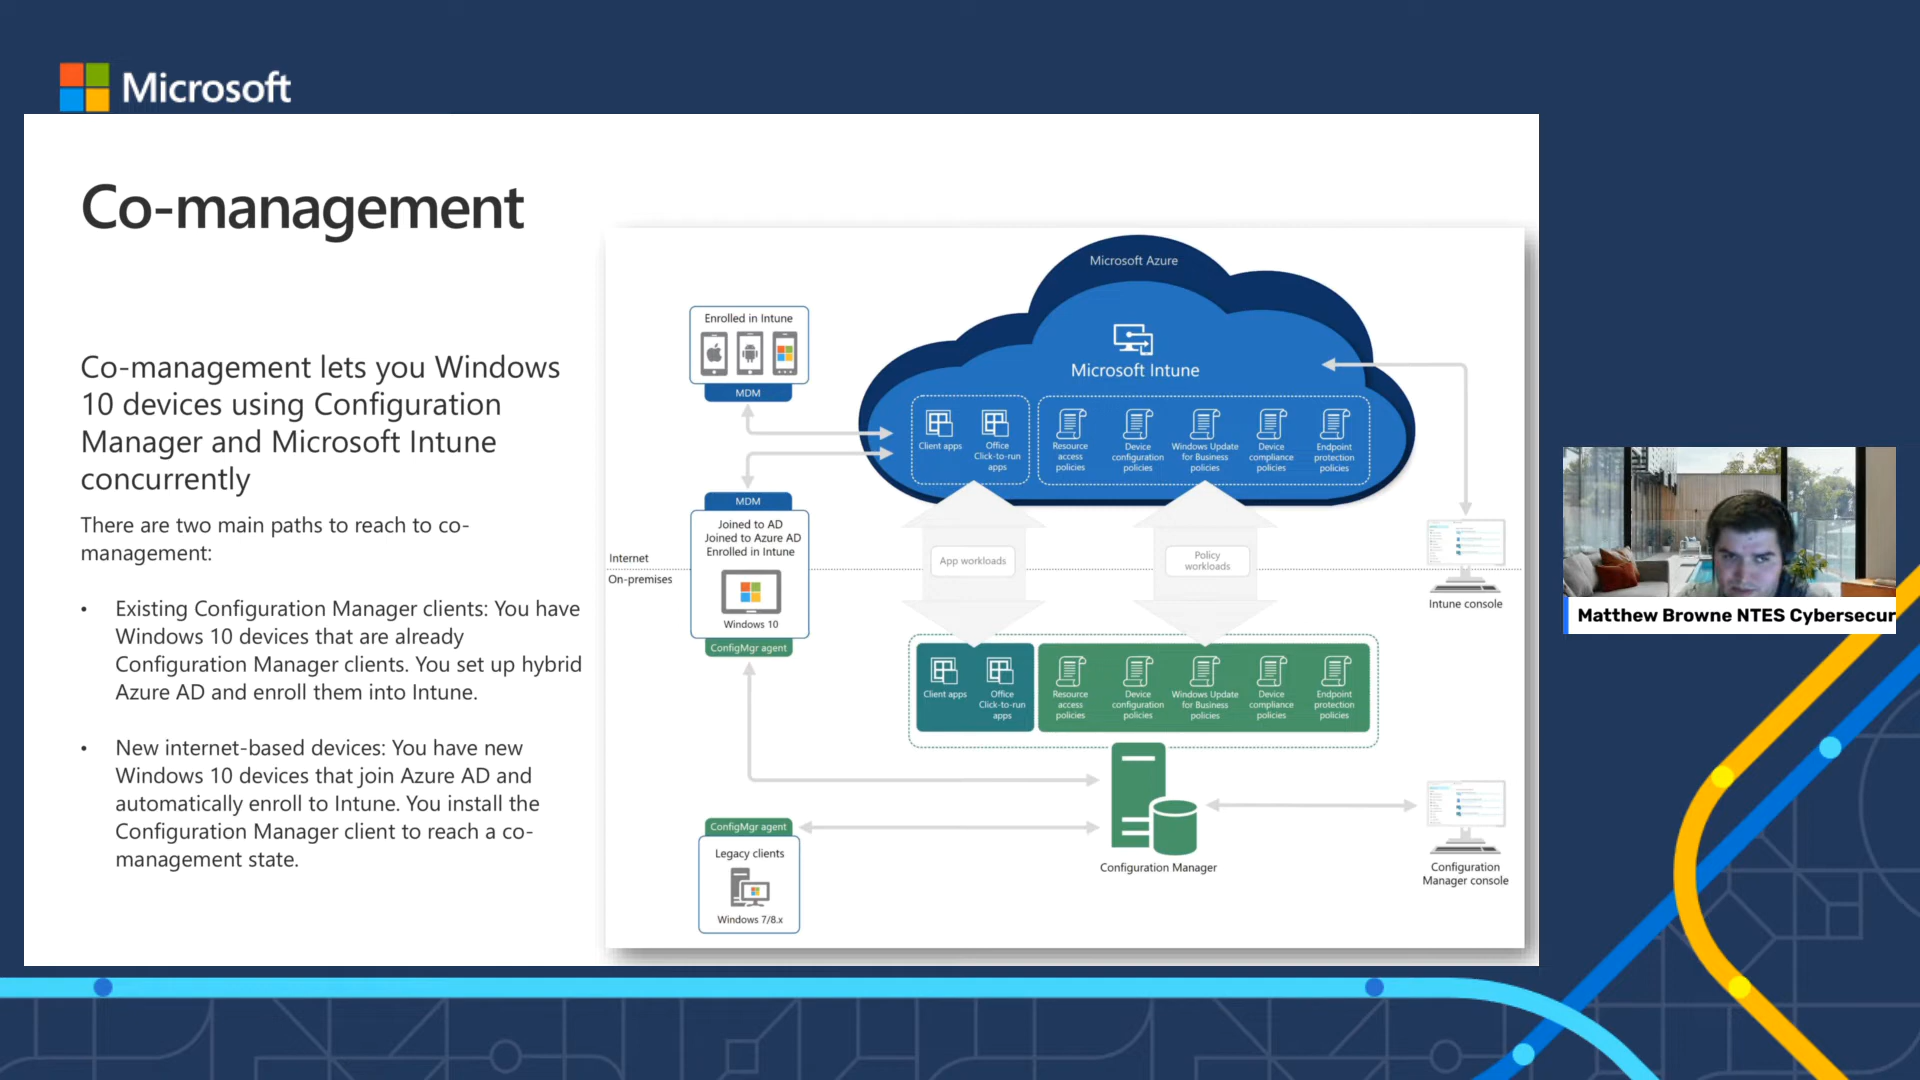 Microsoft
Co-management
Co-management lets you Windows
10 devices using Configuration
Manager and Microsoft Intune
concurrently
There are two main paths to reach to co-
management:
• Existing Configuration Manager clients: You have
Windows 10 devices that are already
Configuration Manager clients. You set up hybrid
Azure AD and enroll them into Intune.
• New internet-based devices: You have new
Windows 10 devices that join Azure AD and
automatically enroll to Intune. You install the
Configuration Manager client to reach a co-
management state.
Microsoft Azure
Microsoft Intune
Enrolled in Intune
MDM
Client apps
Office
Click-to-run
apps
Resource
access
policies
Device
configuration
policies
Windows Update
for Business
policies
Device
compliance
policies
Endpoint
protection
policies
MDM
Joined to AD
Joined to Azure AD
Enrolled in Intune
Windows 10
ConfigMgr agent
Internet
On-premises
App workloads
Policy
workloads
Intune console
Client apps
Office
Click-to-run
apps
Resource
access
policies
Device
configuration
policies
Windows Update
for Business
policies
Device
compliance
policies
Endpoint
protection
policies
Configuration Manager
Configuration
Manager console
ConfigMgr agent
Legacy clients
Windows 7/8.x
Matthew Browne NTES Cybersecur